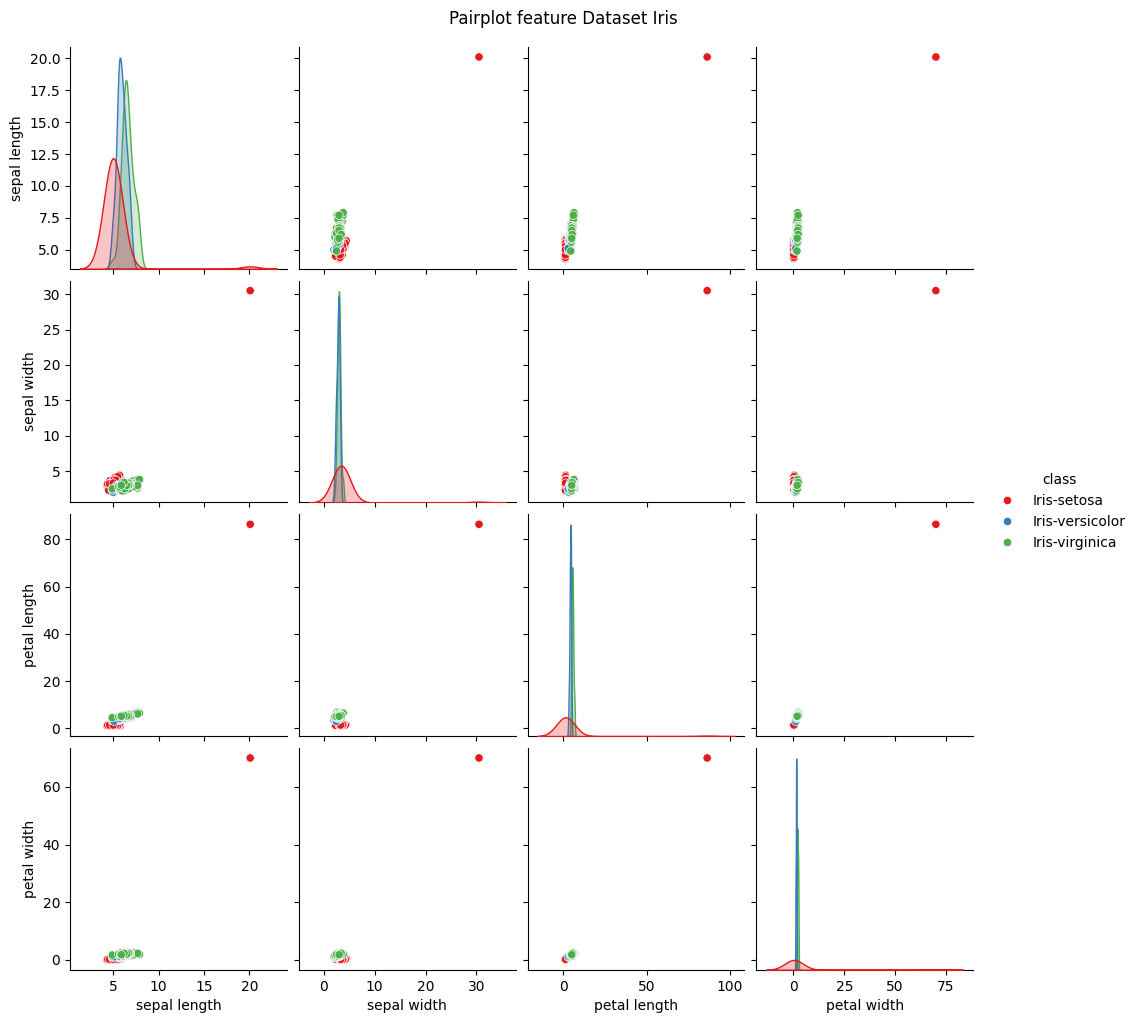 Pairplot feature Dataset Iris
sepal length
20.0
17.5
15.0
12.5
10.0
7.5
5.0
sepal width
30
25
20
15
10
5
class
Iris-setosa
Iris-versicolor
Iris-virginica
petal length
80
60
40
20
0
petal width
60
40
20
0
5 10 15 20
sepal length
0 10 20 30
sepal width
0 50 100
petal length
0 25 50 75
petal width